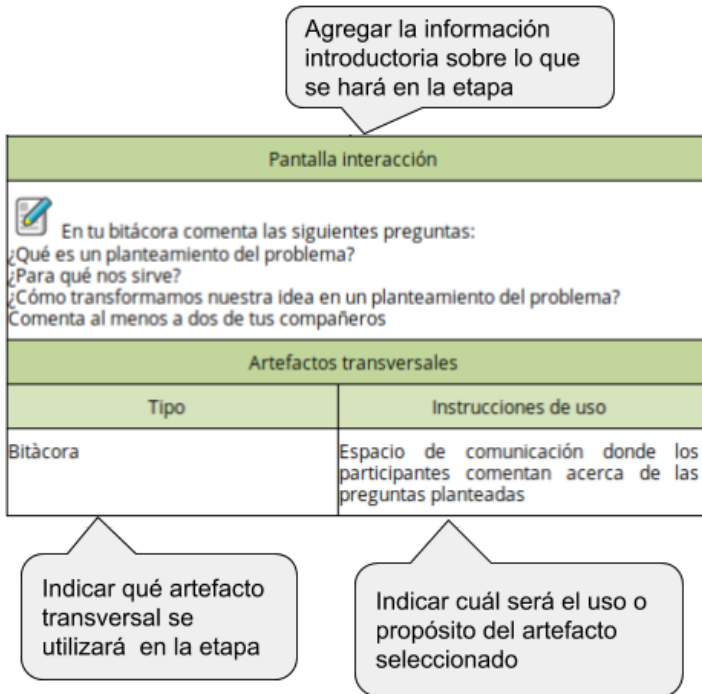 Agregar la información
introductoria sobre lo que
se hará en la etapa
Pantalla interacción
En tu bitácora comenta las siguientes preguntas:
¿Qué es un planteamiento del problema?
¿Para qué nos sirve?
¿Cómo transformamos nuestra idea en un planteamiento del problema?
Comenta al menos a dos de tus compañeros
Artefactos transversales
Tipo
Instrucciones de uso
Bitàcora
Espacio de comunicación donde los
participantes comentan acerca de las
preguntas planteadas
Indicar qué artefacto
transversal se
utilizará en la etapa
Indicar cuál será el uso o
propósito del artefacto
seleccionado